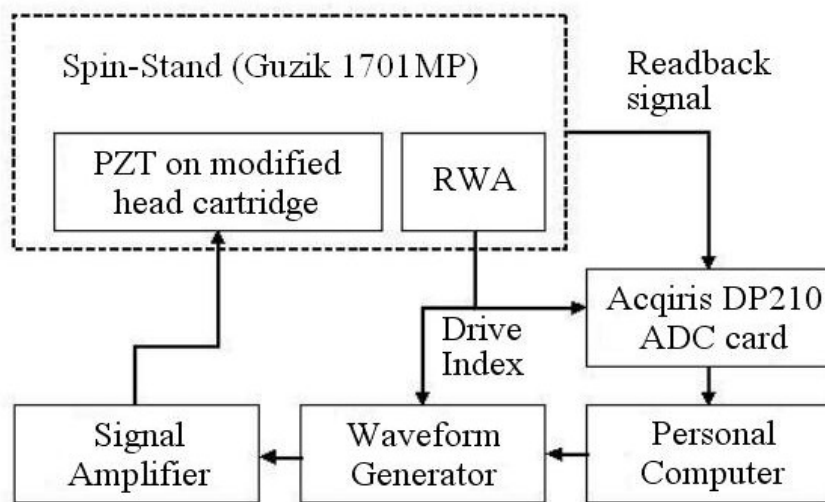 Spin-Stand (Guzik 1701MP)
Readback
signal
PZT on modified
head cartridge
RWA
Acqiris DP210
ADC card
Drive
Index
Signal
Amplifier
Waveform
Generator
Personal
Computer